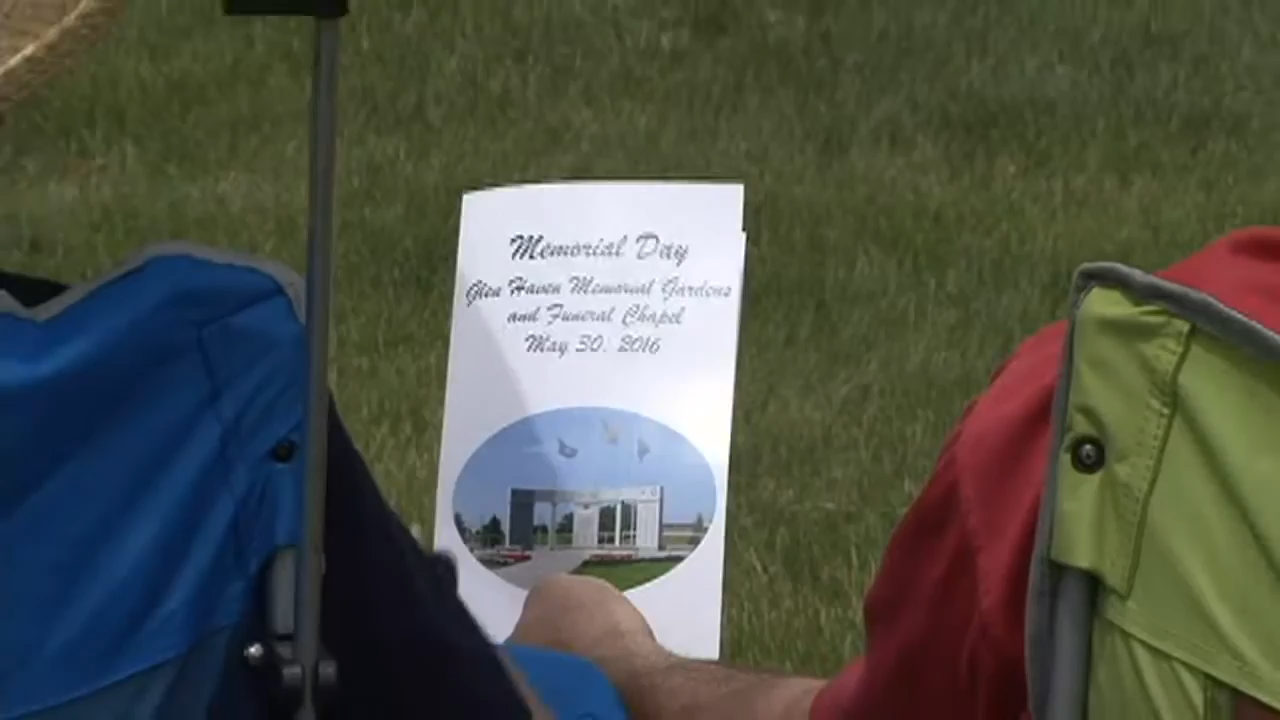 Memorial Day
Glen Haven Memorial Gardens
and Funeral Chapel
May 30, 2016